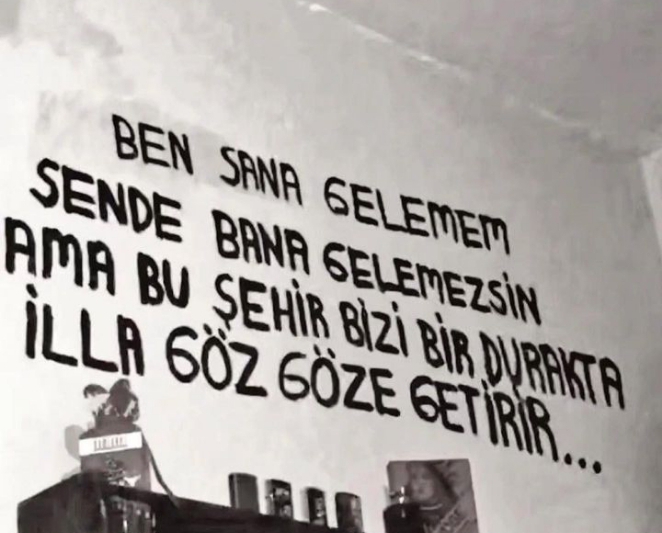 BEN SANA GELEMEM
SENDE BANA GELEMEZSİN
AMA BU ŞEHİR BİZİ BİR DURAKTA
İLLA GÖZ GÖZE GETİRİR...